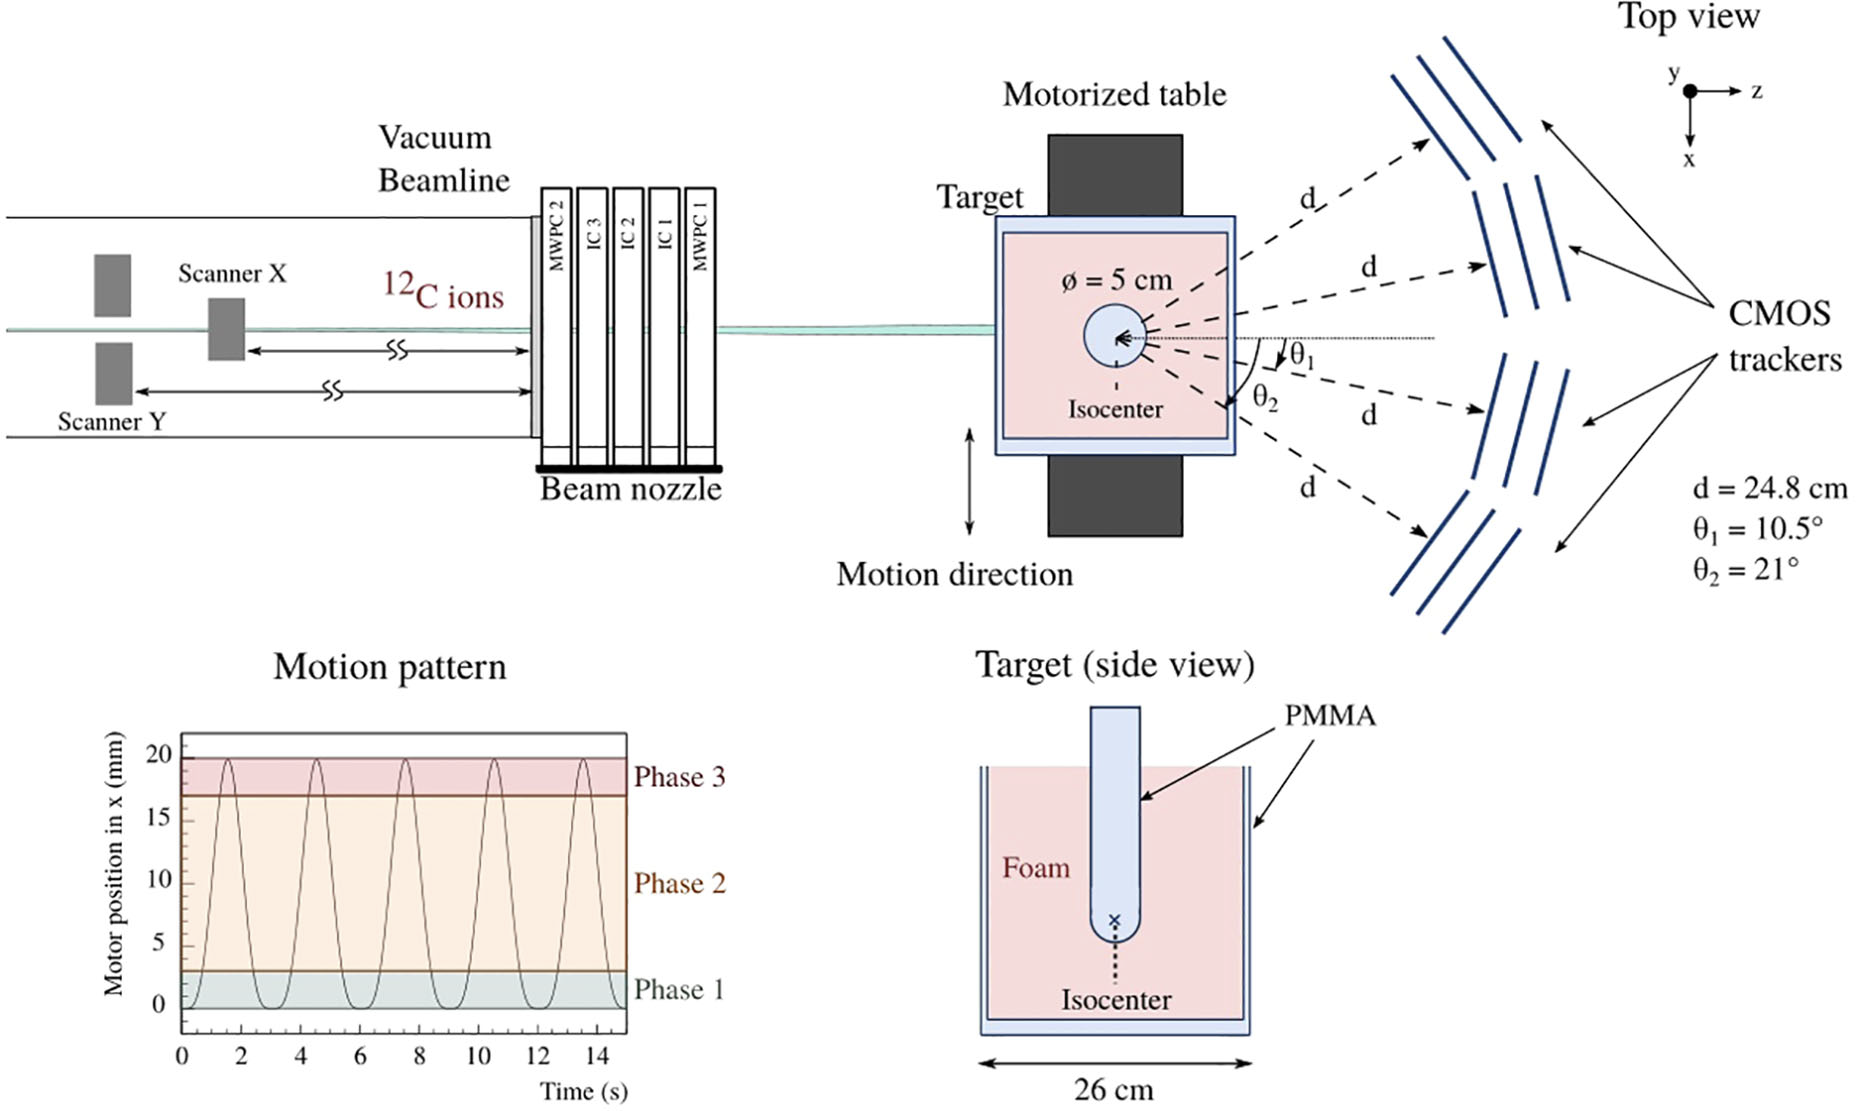 Top view
y
z
x
Motorized table
Vacuum
Beamline
Target
MWPC 2
IC 3
IC 2
IC 1
MWPC 1
Scanner X
12C ions
Scanner Y
Beam nozzle
ø = 5 cm
Isocenter
d
d
d
d
θ1
θ2
CMOS
trackers
d = 24.8 cm
θ1 = 10.5°
θ2 = 21°
Motion direction
Motion pattern
Motor position in x (mm)
20
15
10
5
0
Phase 3
Phase 2
Phase 1
0 2 4 6 8 10 12 14
Time (s)
Target (side view)
PMMA
Foam
Isocenter
26 cm